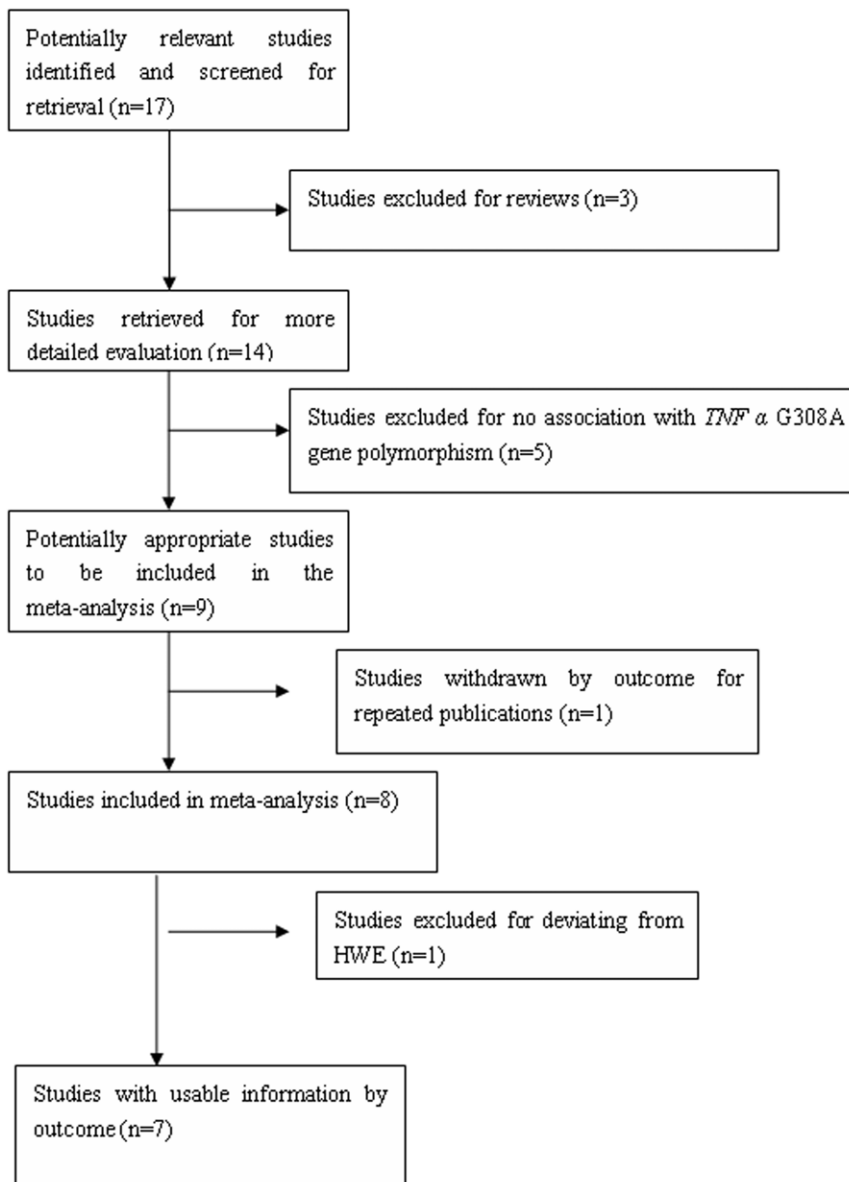 Potentially relevant studies
identified and screened for
retrieval (n=17)
Studies excluded for reviews (n=3)
Studies retrieved for more
detailed evaluation (n=14)
Studies excluded for no association with TNF α G308A
gene polymorphism (n=5)
Potentially appropriate studies
to be included in the
meta-analysis (n=9)
Studies withdrawn by outcome for
repeated publications (n=1)
Studies included in meta-analysis (n=8)
Studies excluded for deviating from
HWE (n=1)
Studies with usable information by
outcome (n=7)